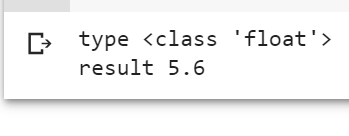 type <class 'float'>
result 5.6